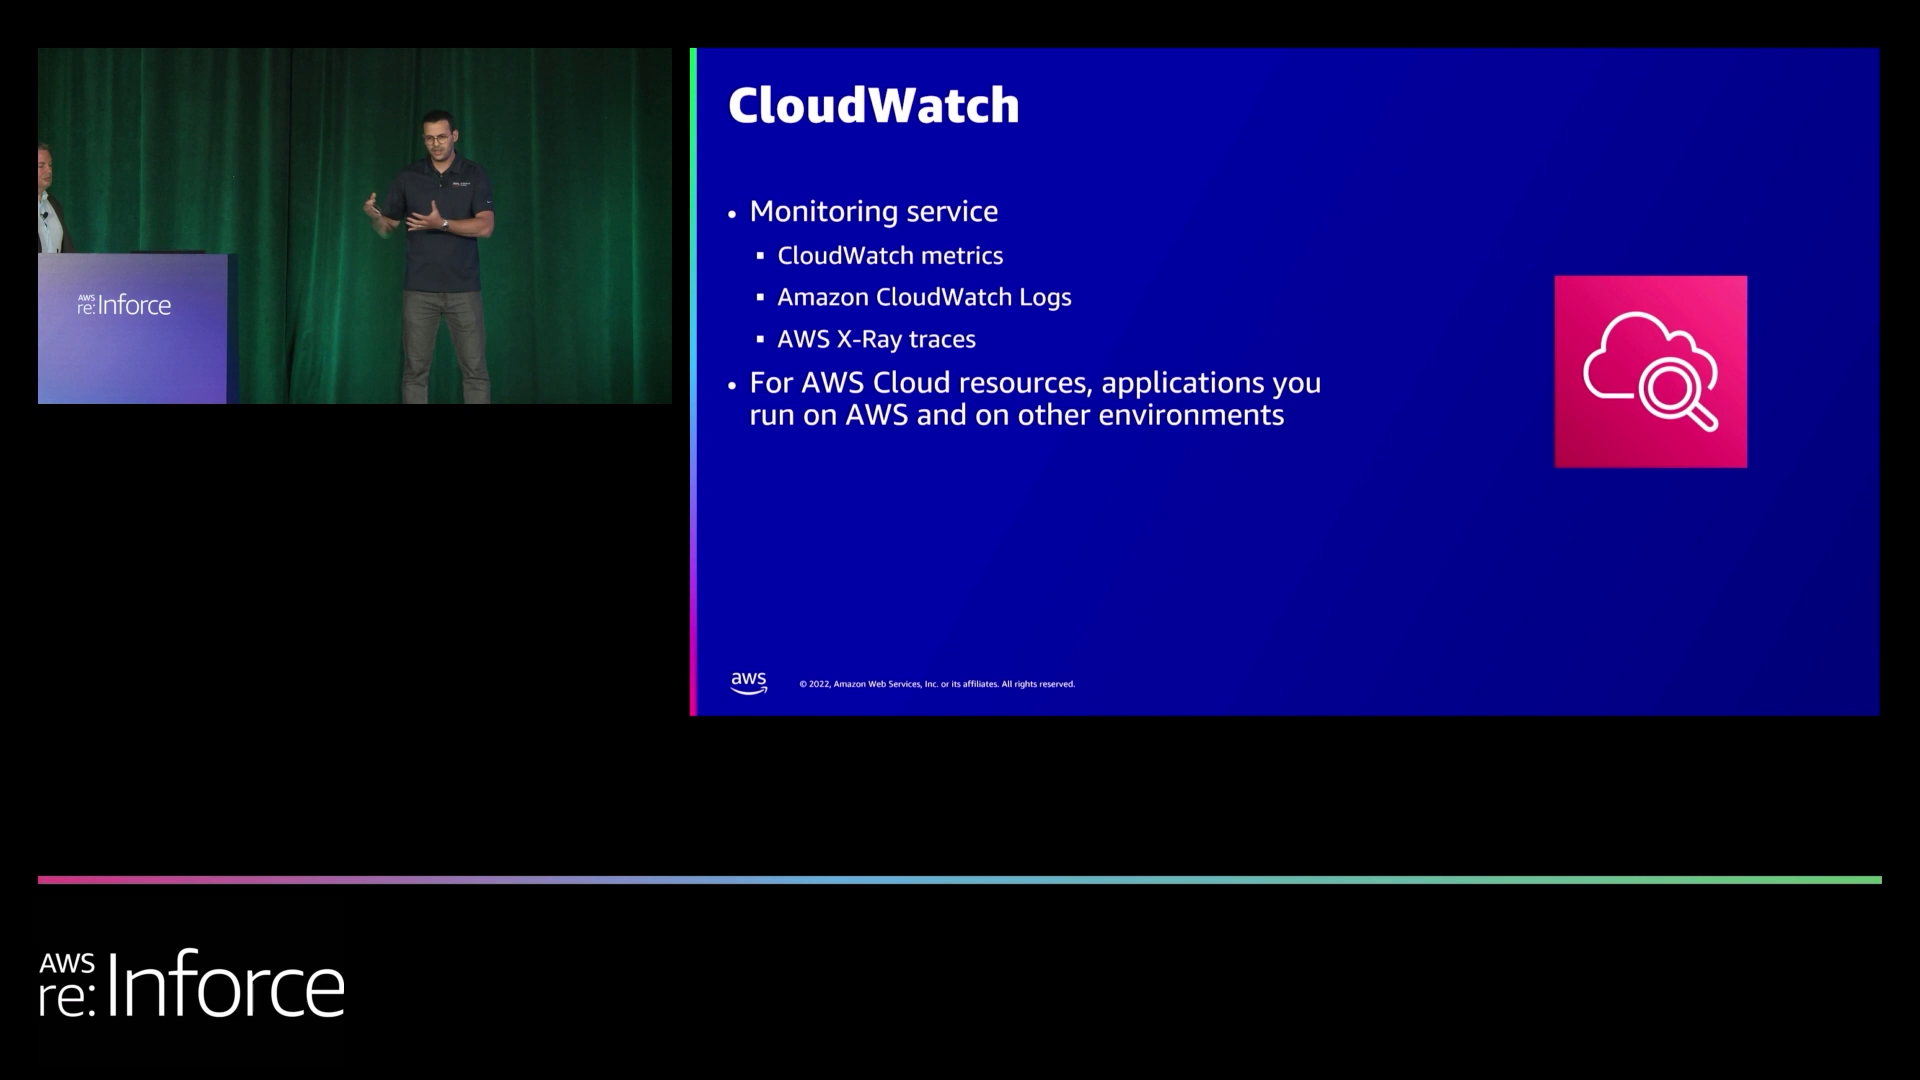 AWS
re:Inforce
CloudWatch
• Monitoring service
▪ CloudWatch metrics
▪ Amazon CloudWatch Logs
▪ AWS X-Ray traces
• For AWS Cloud resources, applications you
run on AWS and on other environments
aws
© 2022, Amazon Web Services, Inc. or its affiliates. All rights reserved.
AWS
re:Inforce